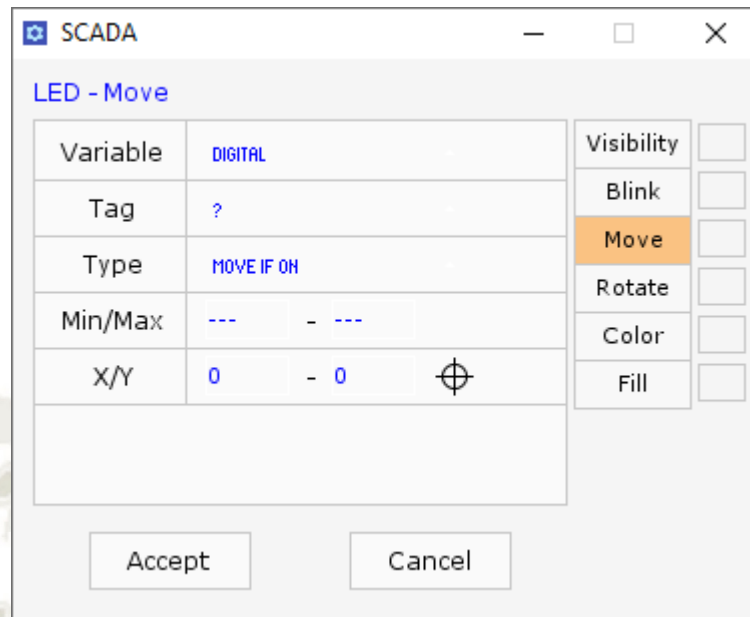 SCADA
LED - Move
Variable DIGITAL
Tag ?
Type MOVE IF ON
Min/Max --- - ---
X/Y 0 - 0
Visibility
Blink
Move
Rotate
Color
Fill
Accept Cancel